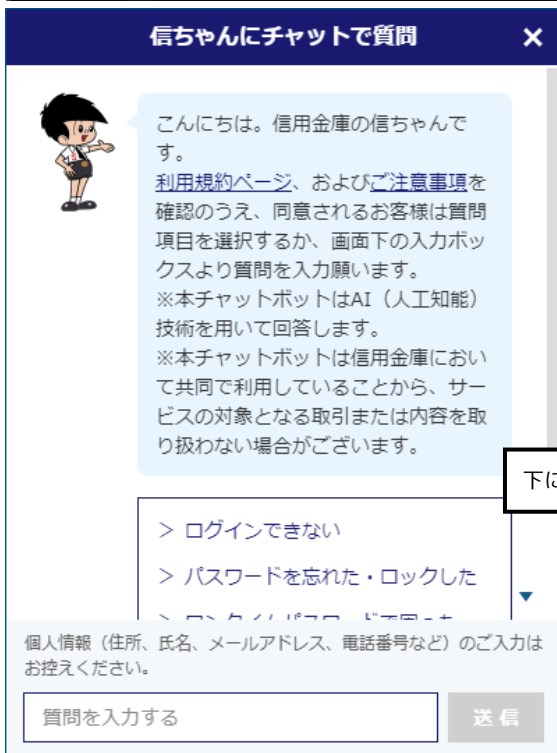 信ちゃんにチャットで質問
こんにちは。信用金庫の信ちゃんで
す。
利用規約ページ、およびご注意事項を
確認のうえ、同意されるお客様は質問
項目を選択するか、画面下の入力ボッ
クスより質問を入力願います。
※本チャットボットはAI（人工知能）
技術を用いて回答します。
※本チャットボットは信用金庫におい
て共同で利用していることから、サー
ビスの対象となる取引または内容を取
り扱わない場合がございます。
下に
> ログインできない
> パスワードを忘れた・ロックした
個人情報（住所、氏名、メールアドレス、電話番号など）のご入力は
お控えください。
質問を入力する
送信